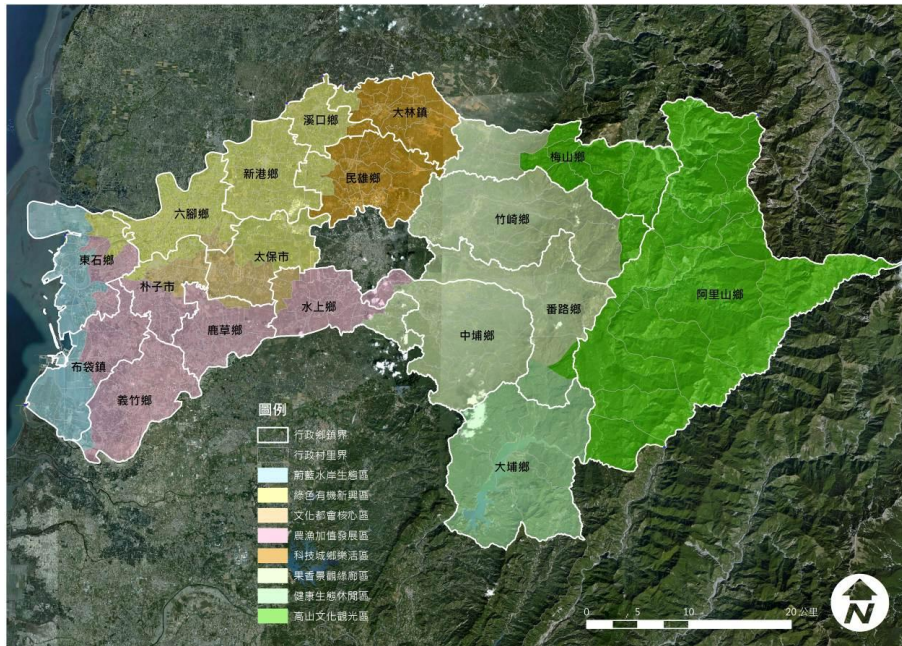 溪口鄉
大林鎮
新港鄉
民雄鄉
梅山鄉
六腳鄉
竹崎鄉
太保市
東石鄉
朴子市
阿里山鄉
水上鄉
番路鄉
鹿草鄉
中埔鄉
布袋鎮
義竹鄉
大埔鄉
圖例
行政鄉鎮界
行政村里界
蔚藍水岸生態區
綠色有機新興區
文化都會核心區
農漁加值發展區
科技城鄉樂活區
果香景觀綠廊區
健康生態休閒區
高山文化觀光區
0 5 10 20 公里
N